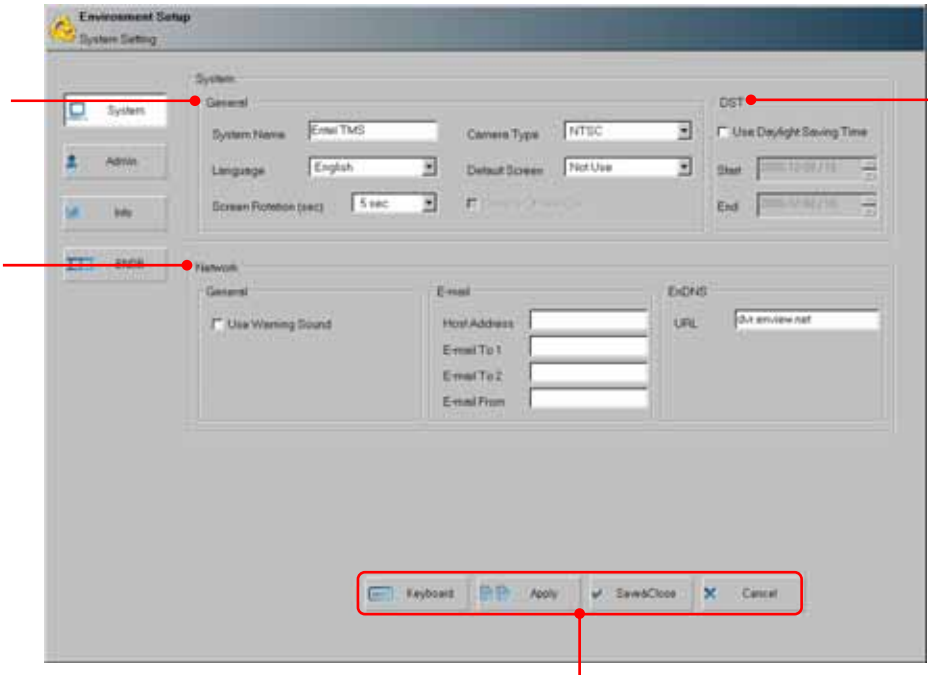 Environment Setup
System Setting
System
Admin
Info
System
General
System Name
Language
English
Screen Rotation (sec)
5 sec
Camera Type
NTSC
Default Screen
Not Use
DST
Use Daylight Saving Time
Start
End
Network
General
Use Warning Sound
E-mail
Host Address
E-mail To 1
E-mail To 2
E-mail From
ExDNS
URL
dvr.enview.net
Keyboard
Apply
Save&Close
Cancel